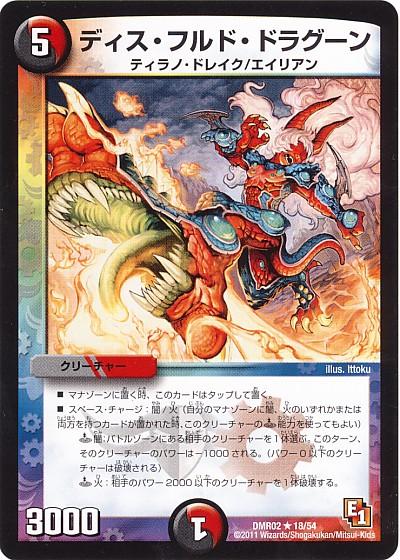 5
ディス・フルド・ドラグーン
ティラノ・ドレイク/エイリアン
illus. Ittoku
クリーチャー
■ マナゾーンに置く時、このカードはタップして置く。
■ スペース・チャージ：闇/火（自分のマナゾーンに闇、火のいずれかまたは
両方を持つカードが置かれた時、このクリーチャーの能力を使ってもよい）
闇：バトルゾーンにある相手のクリーチャーを1体選ぶ。このターン、
そのクリーチャーのパワーは－1000される。（パワー0以下のクリー
チャーは破壊される）
火：相手のパワー2000以下のクリーチャーを1体破壊する。
3000
1
DMR02 ★ 18/54
©2011 Wizards/Shogakukan/Mitsui-Kids
E1